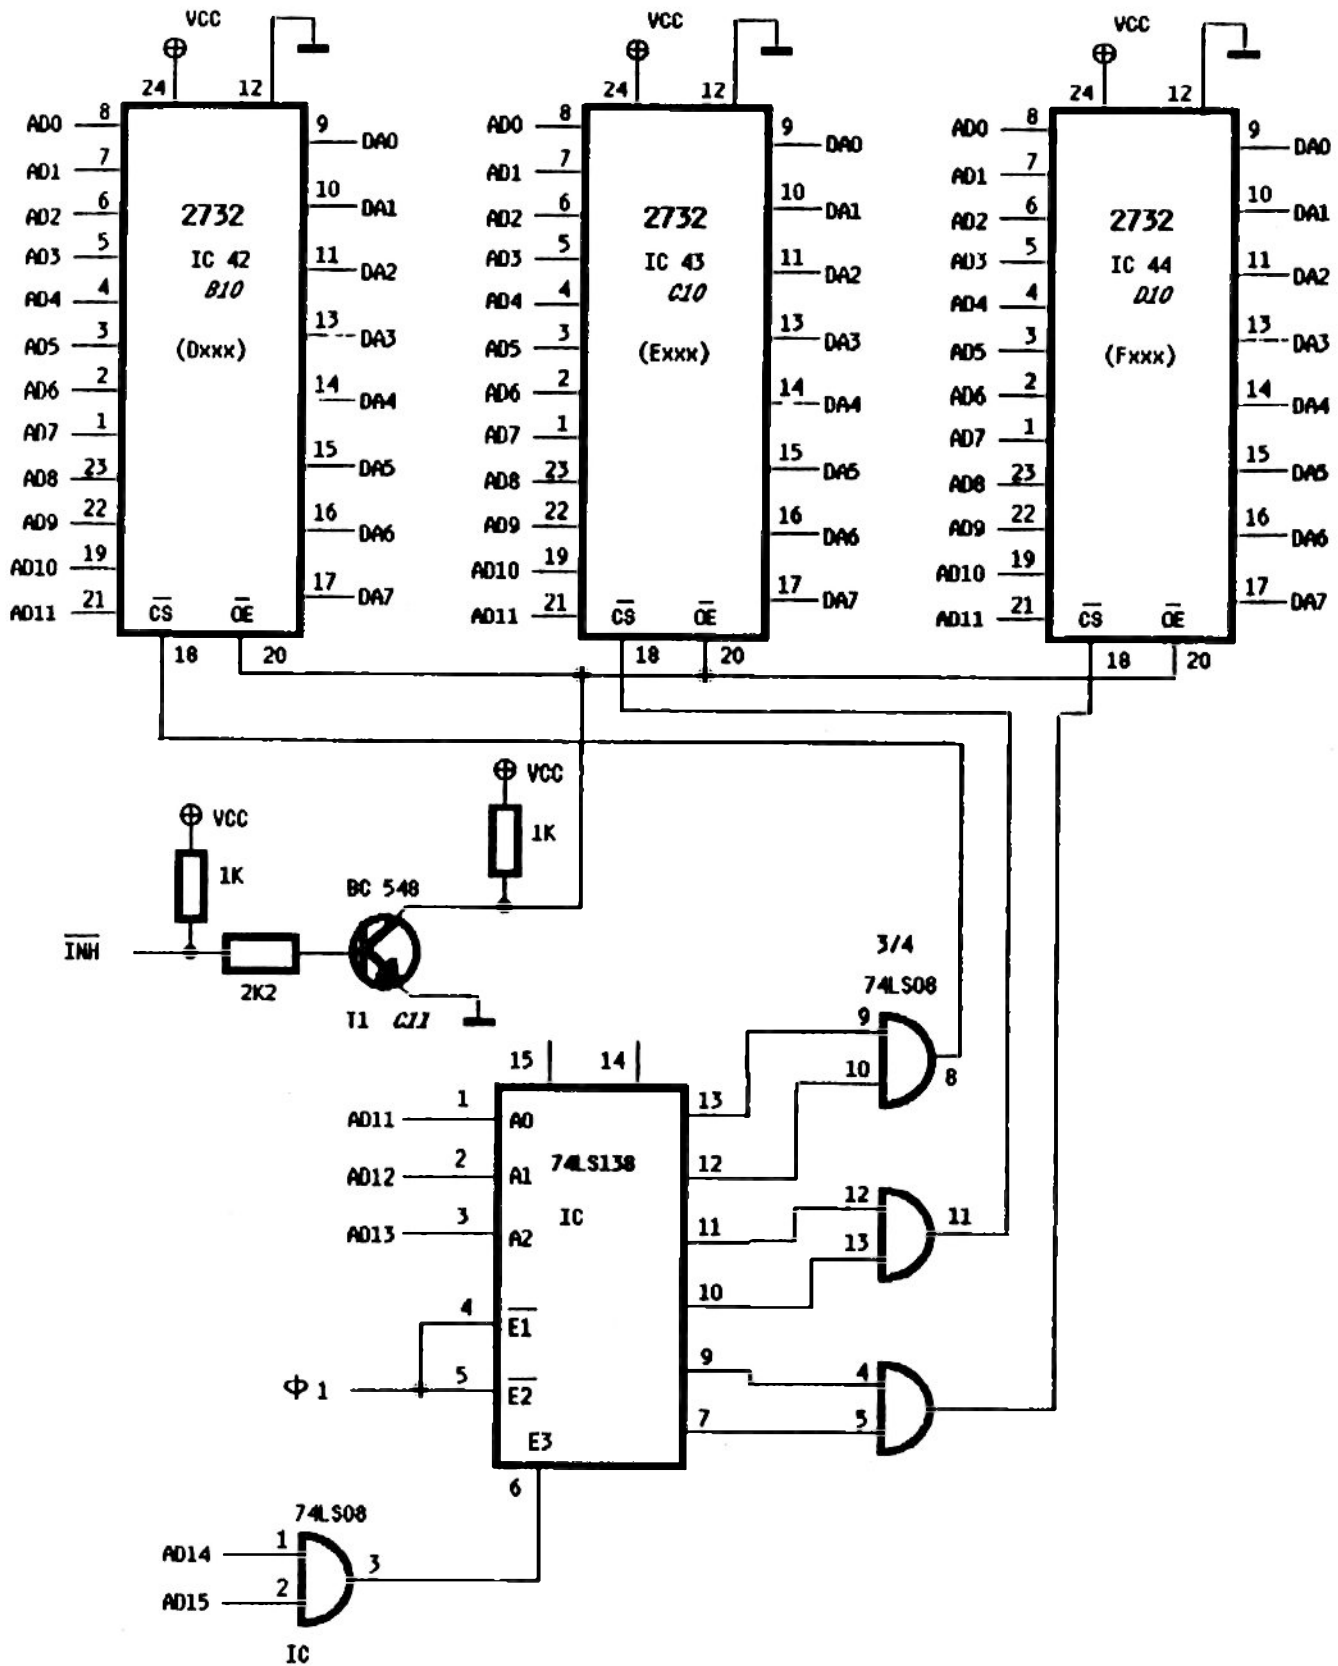 VCC
24 12
AD0 8
AD1 7
AD2 6
AD3 5
AD4 4
AD5 3
AD6 2
AD7 1
AD8 23
AD9 22
AD10 19
AD11 21
2732
IC 42
B10
(Dxxx)
CS OE
18 20
9 DA0
10 DA1
11 DA2
13 DA3
14 DA4
15 DA5
16 DA6
17 DA7
VCC
24 12
AD0 8
AD1 7
AD2 6
AD3 5
AD4 4
AD5 3
AD6 2
AD7 1
AD8 23
AD9 22
AD10 19
AD11 21
2732
IC 43
C10
(Exxx)
CS OE
18 20
9 DA0
10 DA1
11 DA2
13 DA3
14 DA4
15 DA5
16 DA6
17 DA7
VCC
24 12
AD0 8
AD1 7
AD2 6
AD3 5
AD4 4
AD5 3
AD6 2
AD7 1
AD8 23
AD9 22
AD10 19
AD11 21
2732
IC 44
D10
(Fxxx)
CS OE
18 20
9 DA0
10 DA1
11 DA2
13 DA3
14 DA4
15 DA5
16 DA6
17 DA7
VCC
1K
VCC
1K
BC 548
INH
2K2
T1 C11
3/4
74LS08
9
10
8
15 14
AD11 1 A0
AD12 2 A1
AD13 3 A2
74LS138
IC
4 E1
Φ 1 5 E2
E3
6
13
12
11
10
9
7
12
13
11
4
5
74LS08
AD14 1
AD15 2
3
IC